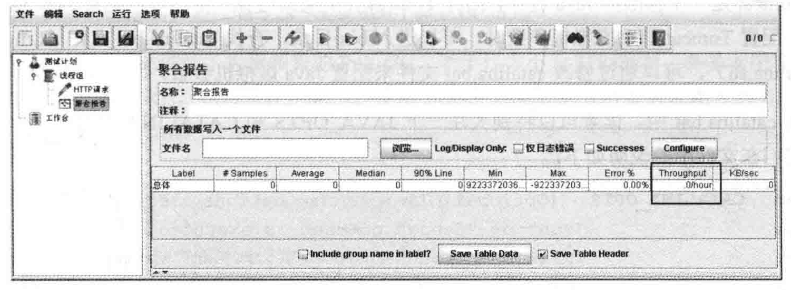 文件 编辑 Search 运行 选项 帮助
0/0
测试计划
线程组
HTTP请求
聚合报告
工作台
聚合报告
名称： 聚合报告
注释：
所有数据写入一个文件
文件名 浏览... Log/Display Only: 仅日志错误 Successes Configure
Label # Samples Average Median 90% Line Min Max Error % Throughput KB/sec
总体 0 0 0 0 9223372036... -922337203... 0.00% .0/hour .0
Include group name in label? Save Table Data Save Table Header